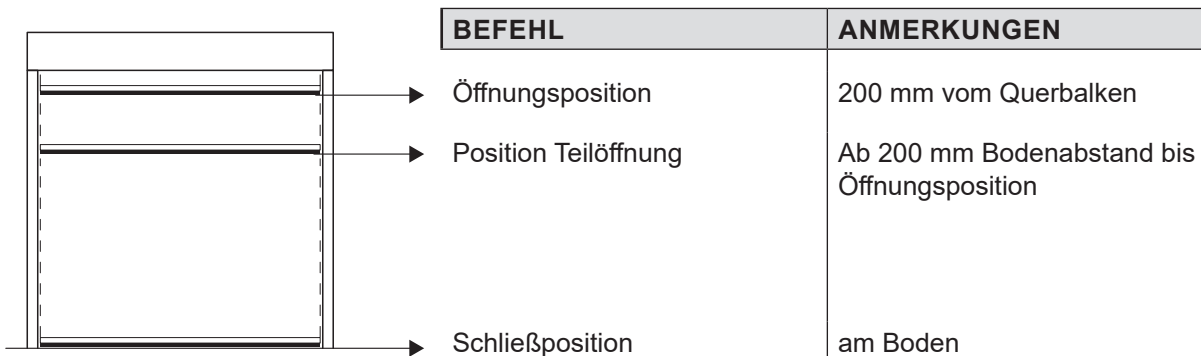 BEFEHL ANMERKUNGEN
Öffnungsposition 200 mm vom Querbalken
Position Teilöffnung Ab 200 mm Bodenabstand bis
Öffnungsposition
Schließposition am Boden